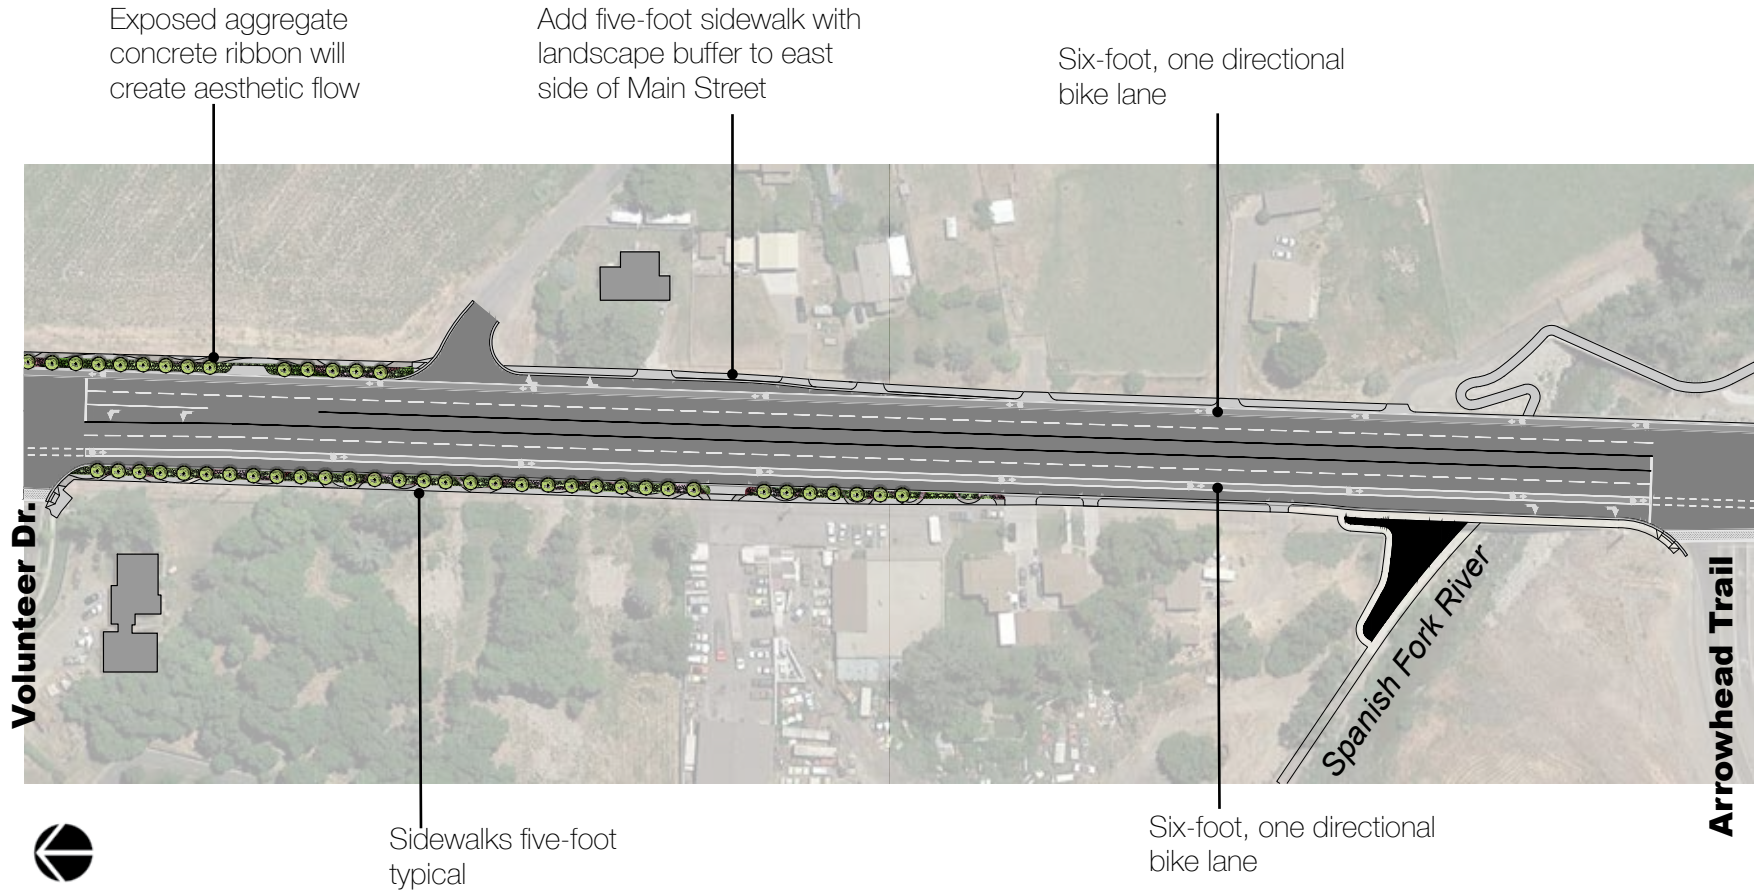 Exposed aggregate
concrete ribbon will
create aesthetic flow
Add five-foot sidewalk with
landscape buffer to east
side of Main Street
Six-foot, one directional
bike lane
Volunteer Dr.
Spanish Fork River
Arrowhead Trail
Sidewalks five-foot
typical
Six-foot, one directional
bike lane